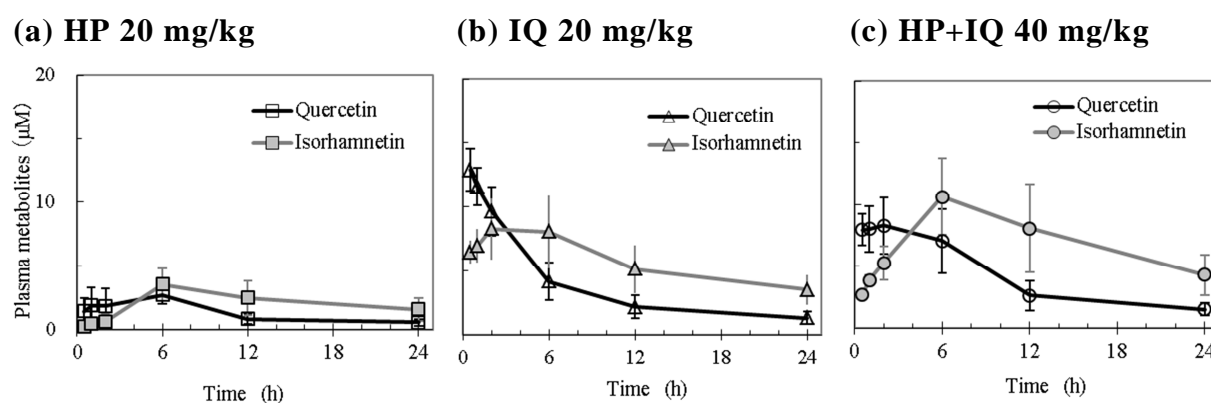 (a) HP 20 mg/kg
(b) IQ 20 mg/kg
(c) HP+IQ 40 mg/kg
Plasma metabolites (μM)
20
10
0
Quercetin
Isorhamnetin
0 6 12 18 24
Time (h)
Quercetin
Isorhamnetin
0 6 12 18 24
Time (h)
Quercetin
Isorhamnetin
0 6 12 18 24
Time (h)